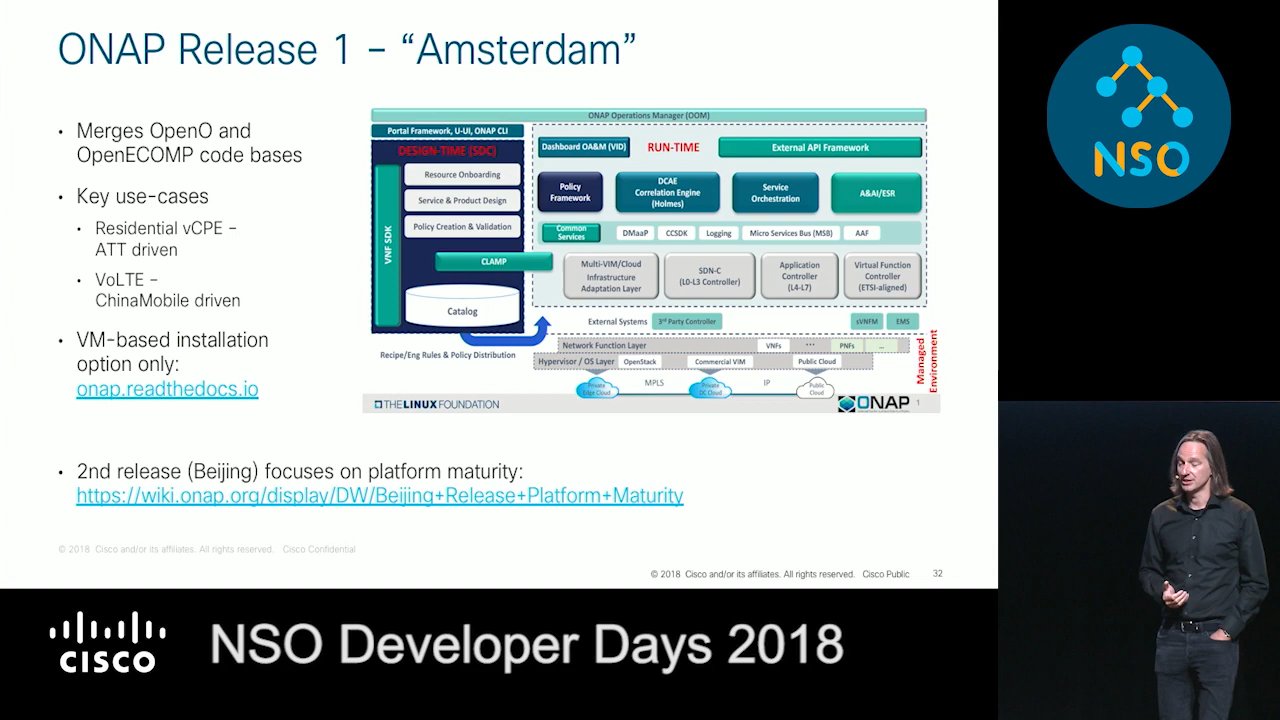 ONAP Release 1 – “Amsterdam”
• Merges OpenO and
OpenECOMP code bases
• Key use-cases
• Residential vCPE –
ATT driven
• VoLTE –
ChinaMobile driven
• VM-based installation
option only:
onap.readthedocs.io
• 2nd release (Beijing) focuses on platform maturity:
https://wiki.onap.org/display/DW/Beijing+Release+Platform+Maturity
ONAP Operations Manager (OOM)
Portal Framework, U-UI, ONAP CLI
DESIGN-TIME (SDC)
VNF SDK
Resource Onboarding
Service & Product Design
Policy Creation & Validation
CLAMP
Catalog
Recipe/Eng Rules & Policy Distribution
Dashboard OA&M (VID)
RUN-TIME
External API Framework
Policy
Framework
DCAE
Correlation Engine
(Holmes)
Service
Orchestration
A&AI/ESR
Common
Services
DMaaP
CCSDK
Logging
Micro Services Bus (MSB)
AAF
Multi-VIM/Cloud
Infrastructure
Adaptation Layer
SDN-C
(L0-L3 Controller)
Application
Controller
(L4-L7)
Virtual Function
Controller
(ETSI-aligned)
External Systems
3rd Party Controller
sVNFM
EMS
Network Function Layer
VNFs
...
PNFs
...
Hypervisor / OS Layer
OpenStack
Commercial VIM
Public Cloud
Private
Edge Cloud
MPLS
Private
DC Cloud
IP
Public
Cloud
Managed
Environment
THE LINUX FOUNDATION
ONAP
1
© 2018 Cisco and/or its affiliates. All rights reserved. Cisco Confidential
© 2018 Cisco and/or its affiliates. All rights reserved. Cisco Public 32
NSO
CISCO
NSO Developer Days 2018